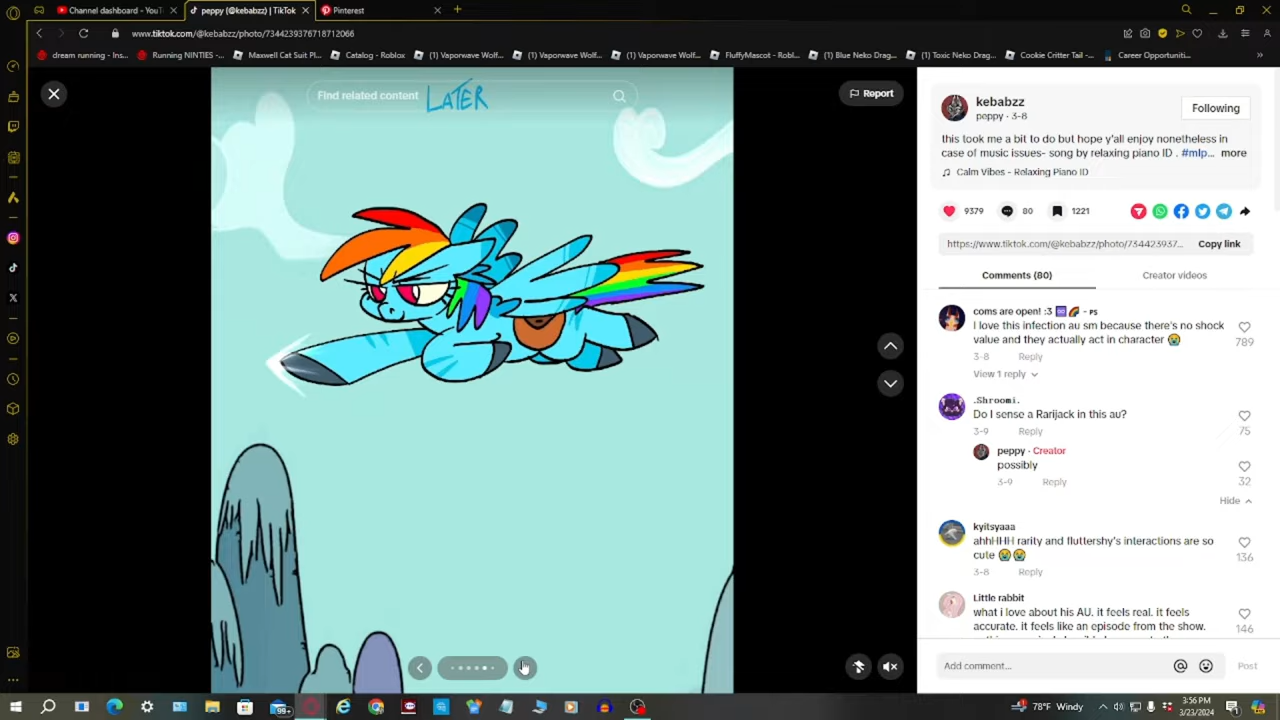 Channel dashboard - YouT
peppy (@kebabzz) | TikTok
Pinterest
www.tiktok.com/@kebabzz/photo/7344239376718712066
dream running - Ins...
Running NINTIES -...
Maxwell Cat Suit Pl...
Catalog - Roblox
(1) Vaporwave Wolf...
(1) Vaporwave Wolf...
(1) Vaporwave Wolf...
FluffyMascot - Robl...
(1) Blue Neko Drag...
(1) Toxic Neko Drag...
Cookie Critter Tail -...
Career Opportuniti...
Find related content
LATER
Report
kebabzz
peppy · 3-8
Following
this took me a bit to do but hope y'all enjoy nonetheless in
case of music issues- song by relaxing piano ID . #mlp... more
Calm Vibes - Relaxing Piano ID
9379
80
1221
https://www.tiktok.com/@kebabzz/photo/734423937...
Copy link
Comments (80)
Creator videos
coms are open! :3
I love this infection au sm because there's no shock
value and they actually act in character 😭
789
3-8
Reply
View 1 reply
.Shroomi.
Do I sense a Rarijack in this au?
75
3-9
Reply
peppy · Creator
possibly
32
3-9
Reply
Hide
kyitsyaaa
ahhHHH rarity and fluttershy's interactions are so
cute 😭😭
136
3-8
Reply
Little rabbit
what i love about his AU. it feels real. it feels
accurate. it feels like an episode from the show.
146
Add comment...
Post
99+
78°F Windy
3:56 PM
3/23/2024